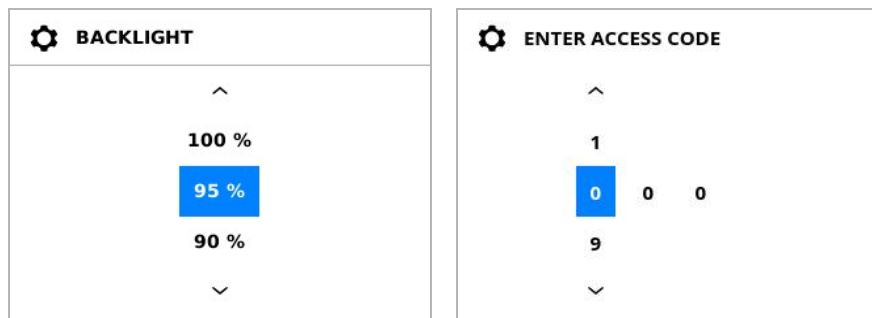 BACKLIGHT
100 %
95 %
90 %
ENTER ACCESS CODE
1
0 0 0
9